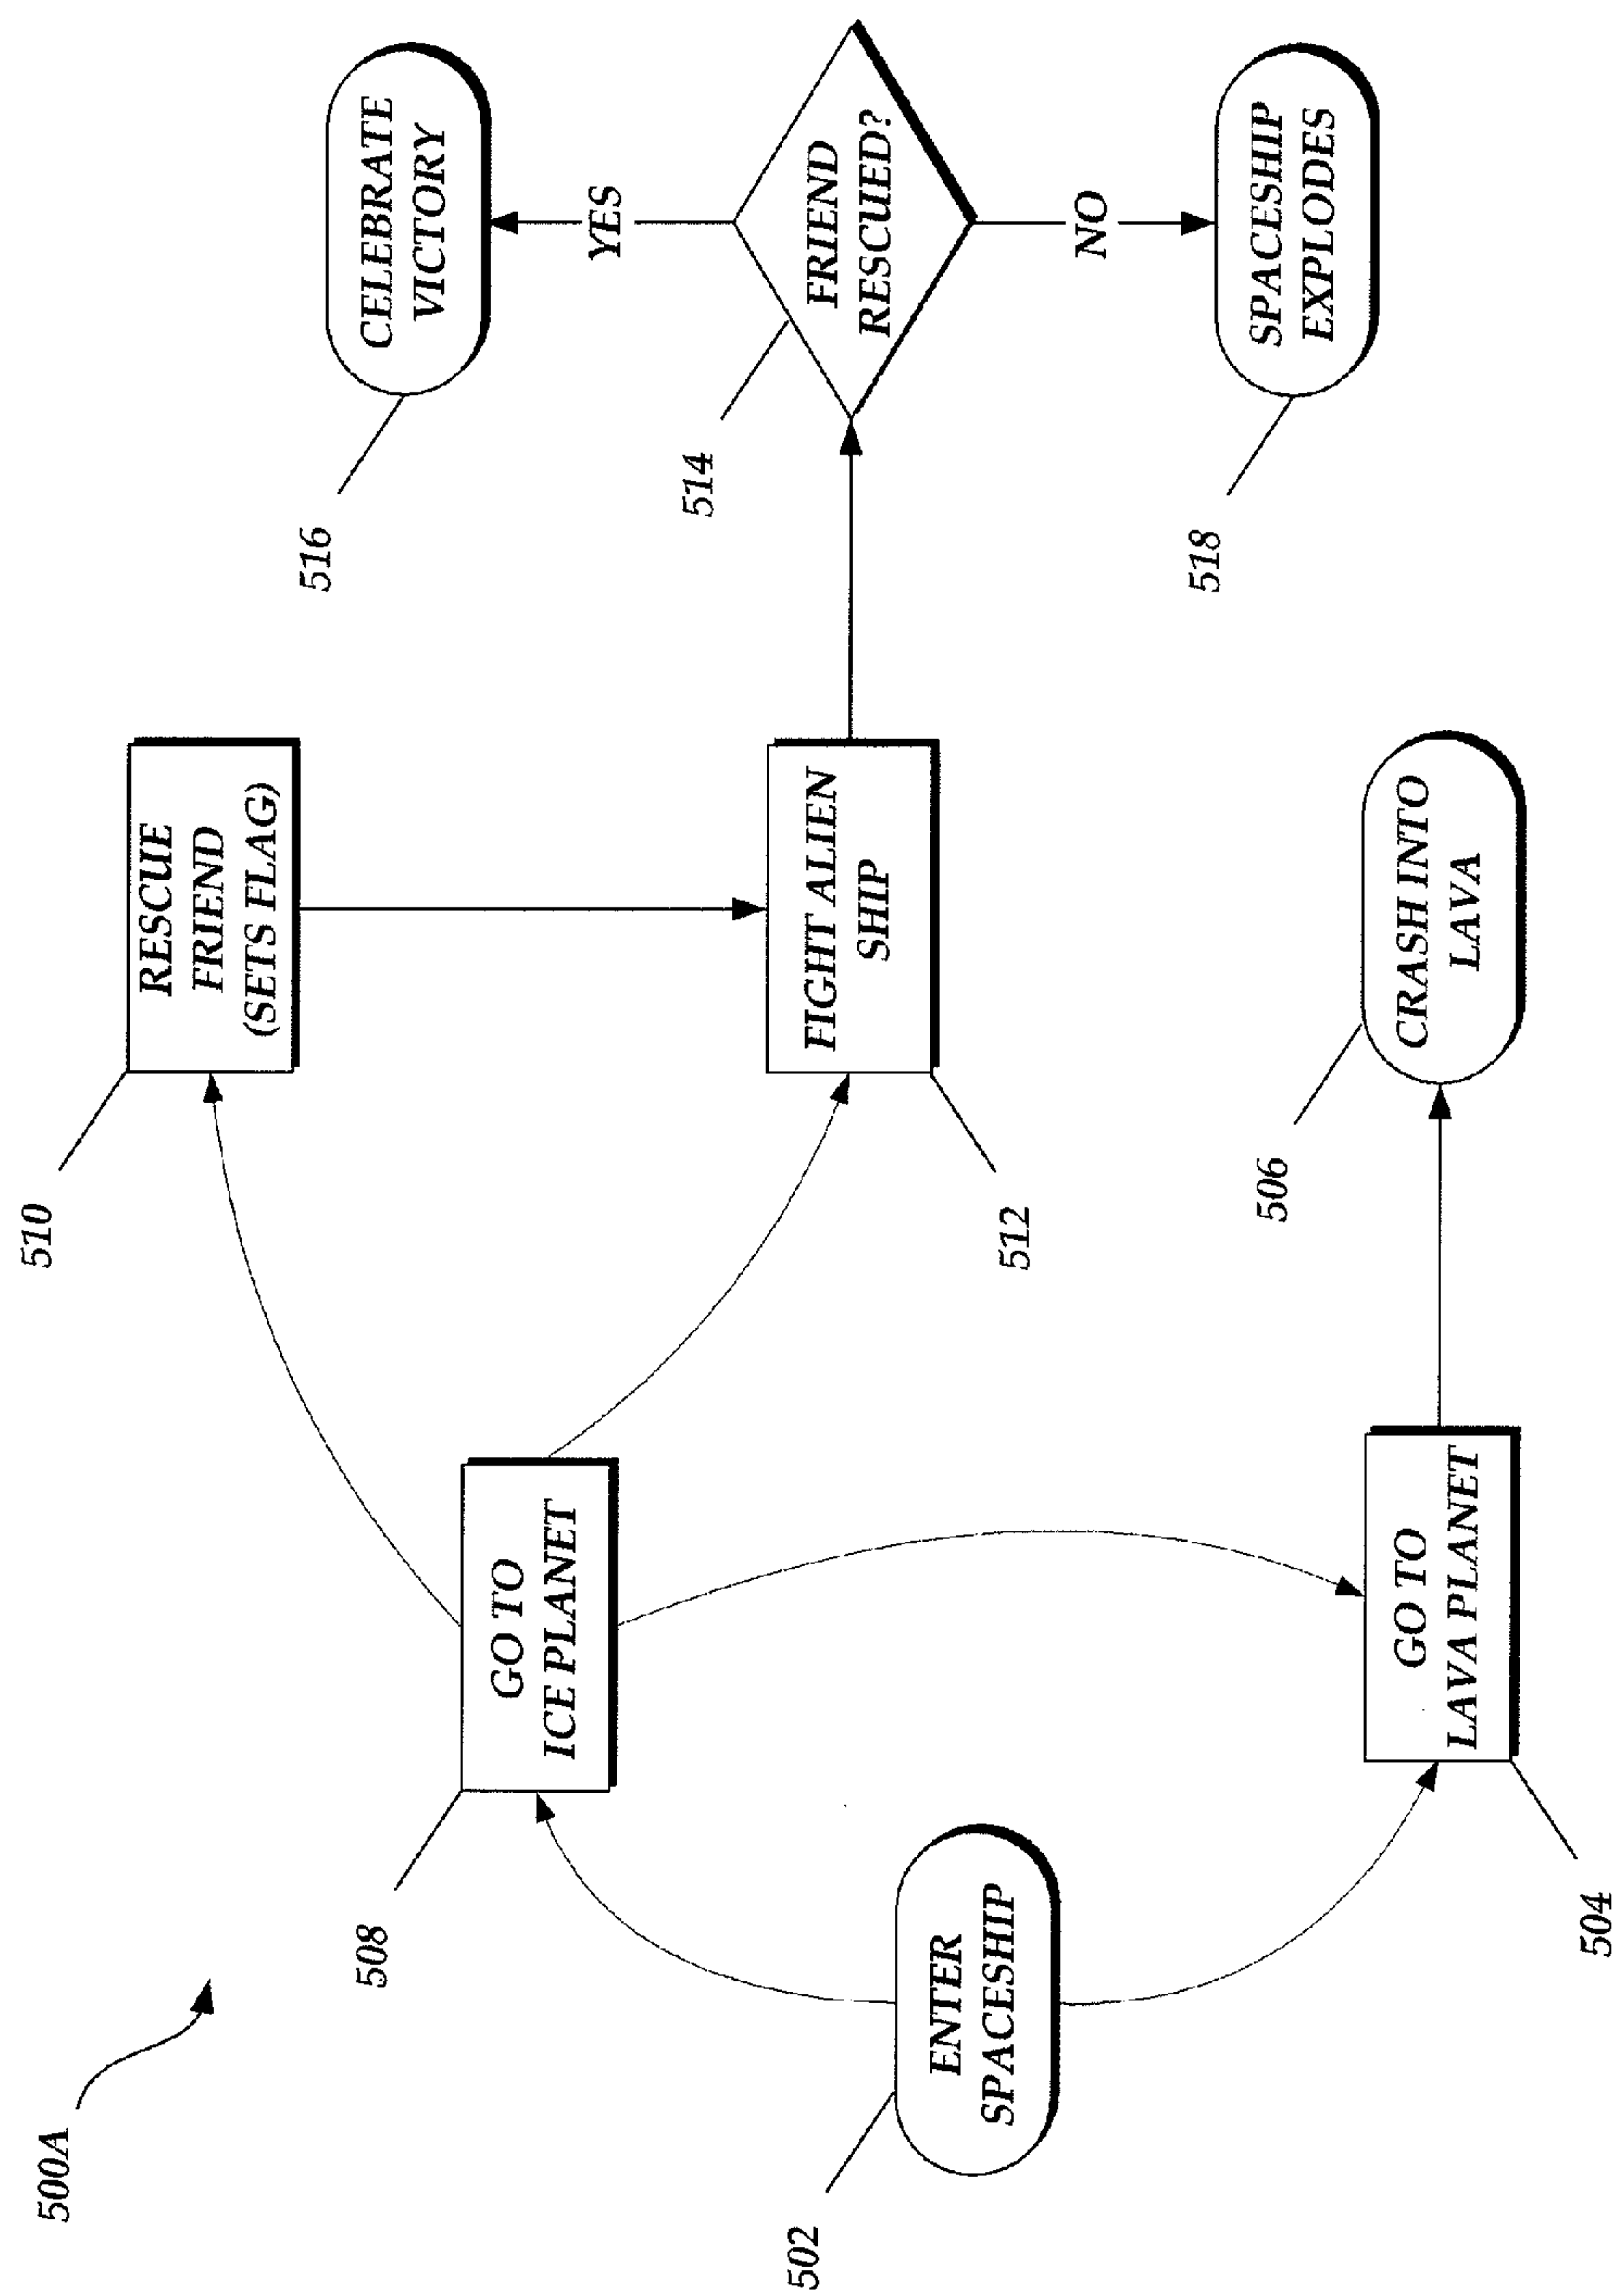 500A
502
ENTER
SPACESHIP
508
GO TO
ICE PLANET
504
GO TO
LAVA PLANET
510
RESCUE
FRIEND
(SETS FLAG)
512
FIGHT ALIEN
SHIP
506
CRASH INTO
LAVA
514
FRIEND
RESCUED?
YES
NO
516
CELEBRATE
VICTORY
518
SPACESHIP
EXPLODES